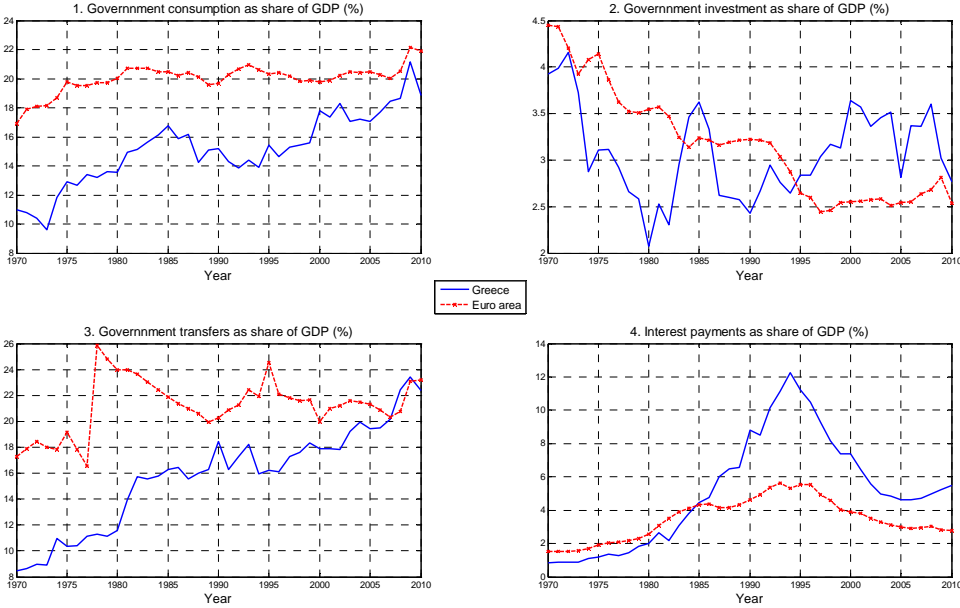 1. Governnment consumption as share of GDP (%)
24
22
20
18
16
14
12
10
8
1970 1975 1980 1985 1990 1995 2000 2005 2010
Year
2. Governnment investment as share of GDP (%)
4.5
4
3.5
3
2.5
2
1970 1975 1980 1985 1990 1995 2000 2005 2010
Year
Greece
Euro area
3. Governnment transfers as share of GDP (%)
26
24
22
20
18
16
14
12
10
8
1970 1975 1980 1985 1990 1995 2000 2005 2010
Year
4. Interest payments as share of GDP (%)
14
12
10
8
6
4
2
0
1970 1975 1980 1985 1990 1995 2000 2005 2010
Year